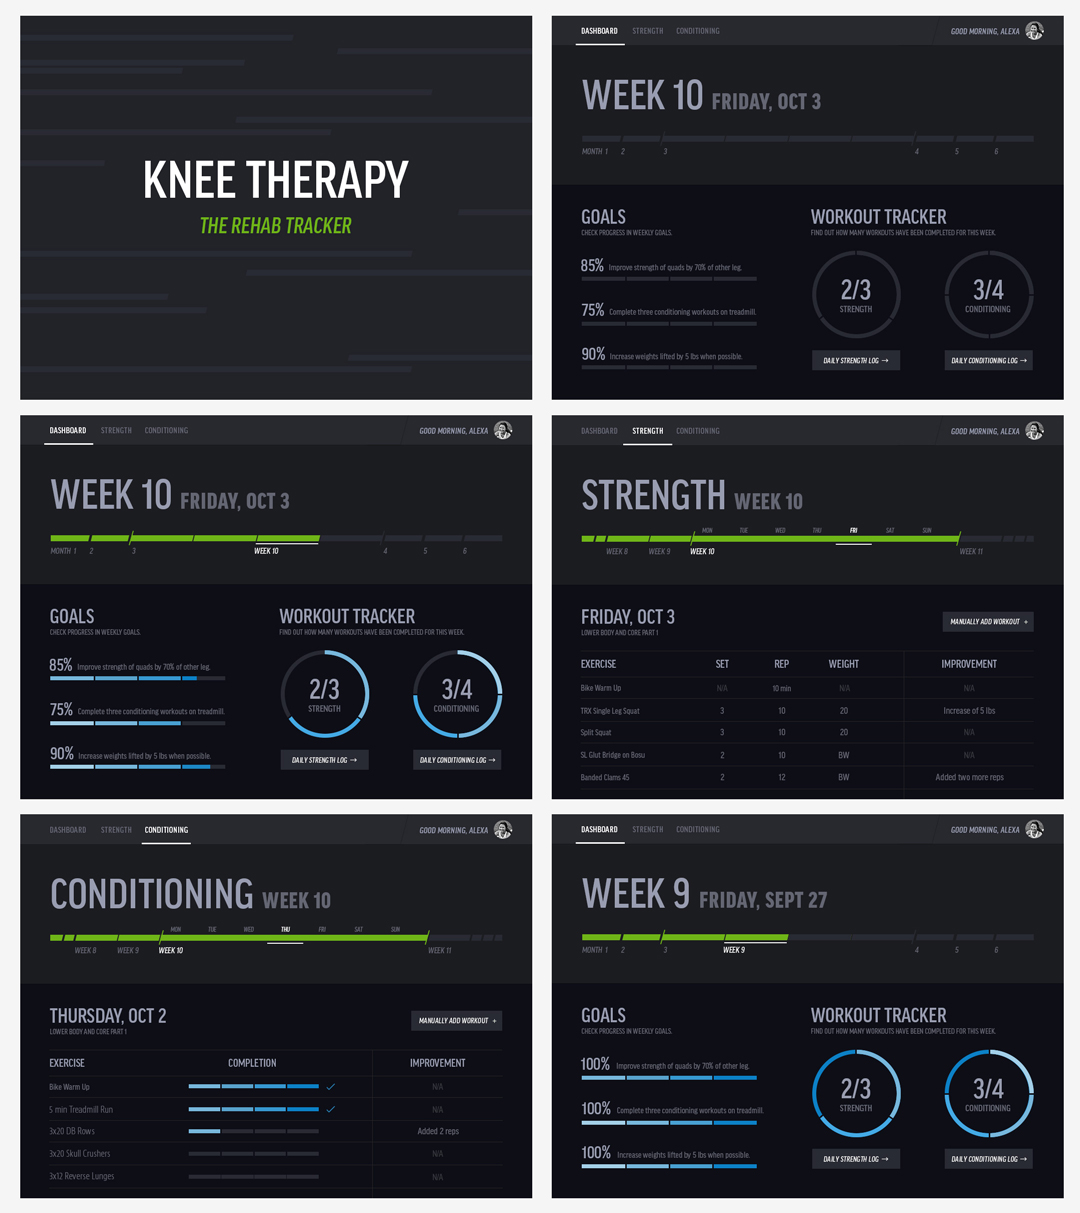 KNEE THERAPY
THE REHAB TRACKER
DASHBOARD STRENGTH CONDITIONING GOOD MORNING, ALEXA
WEEK 10 FRIDAY, OCT 3
MONTH 1 2 3 4 5 6
GOALS
CHECK PROGRESS IN WEEKLY GOALS.
85% Improve strength of quads by 70% of other leg.
75% Complete three conditioning workouts on treadmill.
90% Increase weights lifted by 5 lbs when possible.
WORKOUT TRACKER
FIND OUT HOW MANY WORKOUTS HAVE BEEN COMPLETED FOR THIS WEEK.
2/3 3/4
STRENGTH CONDITIONING
DAILY STRENGTH LOG → DAILY CONDITIONING LOG →
DASHBOARD STRENGTH CONDITIONING GOOD MORNING, ALEXA
WEEK 10 FRIDAY, OCT 3
MONTH 1 2 3 WEEK 10 4 5 6
GOALS
CHECK PROGRESS IN WEEKLY GOALS.
85% Improve strength of quads by 70% of other leg.
75% Complete three conditioning workouts on treadmill.
90% Increase weights lifted by 5 lbs when possible.
WORKOUT TRACKER
FIND OUT HOW MANY WORKOUTS HAVE BEEN COMPLETED FOR THIS WEEK.
2/3 3/4
STRENGTH CONDITIONING
DAILY STRENGTH LOG → DAILY CONDITIONING LOG →
DASHBOARD STRENGTH CONDITIONING GOOD MORNING, ALEXA
STRENGTH WEEK 10
MON TUE WED THU FRI SAT SUN
WEEK 8 WEEK 9 WEEK 10 WEEK 11
FRIDAY, OCT 3
LOWER BODY AND CORE PART 1
MANUALLY ADD WORKOUT +
EXERCISE SET REP WEIGHT IMPROVEMENT
Bike Warm Up N/A 10 min N/A N/A
TRX Single Leg Squat 3 10 20 Increase of 5 lbs
Split Squat 3 10 20 N/A
SL Glut Bridge on Bosu 2 10 BW N/A
Banded Clams 45 2 12 BW Added two more reps
DASHBOARD STRENGTH CONDITIONING GOOD MORNING, ALEXA
CONDITIONING WEEK 10
MON TUE WED THU FRI SAT SUN
WEEK 8 WEEK 9 WEEK 10 WEEK 11
THURSDAY, OCT 2
LOWER BODY AND CORE PART 1
MANUALLY ADD WORKOUT +
EXERCISE COMPLETION IMPROVEMENT
Bike Warm Up N/A
5 min Treadmill Run N/A
3x20 DB Rows Added 2 reps
3x20 Skull Crushers N/A
3x12 Reverse Lunges N/A
DASHBOARD STRENGTH CONDITIONING GOOD MORNING, ALEXA
WEEK 9 FRIDAY, SEPT 27
MONTH 1 2 3 WEEK 9 4 5 6
GOALS
CHECK PROGRESS IN WEEKLY GOALS.
100% Improve strength of quads by 70% of other leg.
100% Complete three conditioning workouts on treadmill.
100% Increase weights lifted by 5 lbs when possible.
WORKOUT TRACKER
FIND OUT HOW MANY WORKOUTS HAVE BEEN COMPLETED FOR THIS WEEK.
2/3 3/4
STRENGTH CONDITIONING
DAILY STRENGTH LOG → DAILY CONDITIONING LOG →